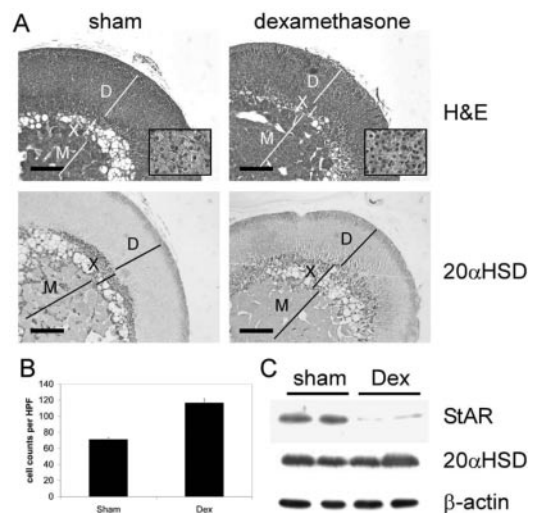 A
sham
dexamethasone
D
X
M
D
X
M
H&E
D
X
M
D
X
M
20αHSD
B
cell counts per HPF
140
120
100
80
60
40
20
0
Sham
Dex
C
sham
Dex
StAR
20αHSD
β-actin